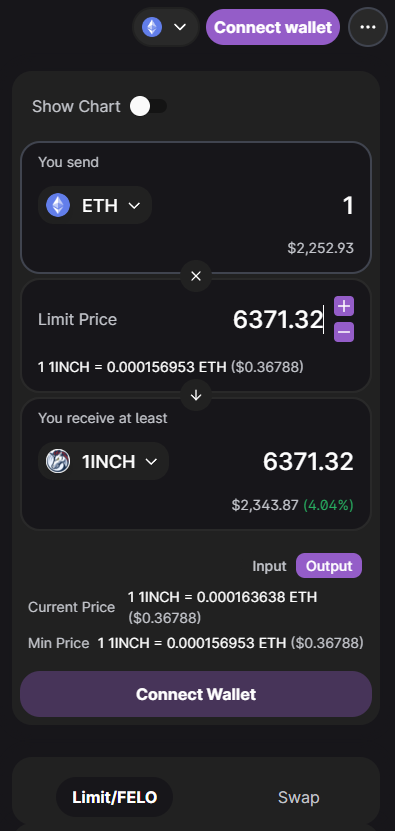 Connect wallet
Show Chart
You send
ETH 1
$2,252.93
Limit Price 6371.32
1 1INCH = 0.000156953 ETH ($0.36788)
You receive at least
1INCH 6371.32
$2,343.87 (4.04%)
Input Output
Current Price 1 1INCH = 0.000163638 ETH
($0.36788)
Min Price 1 1INCH = 0.000156953 ETH ($0.36788)
Connect Wallet
Limit/FELO Swap